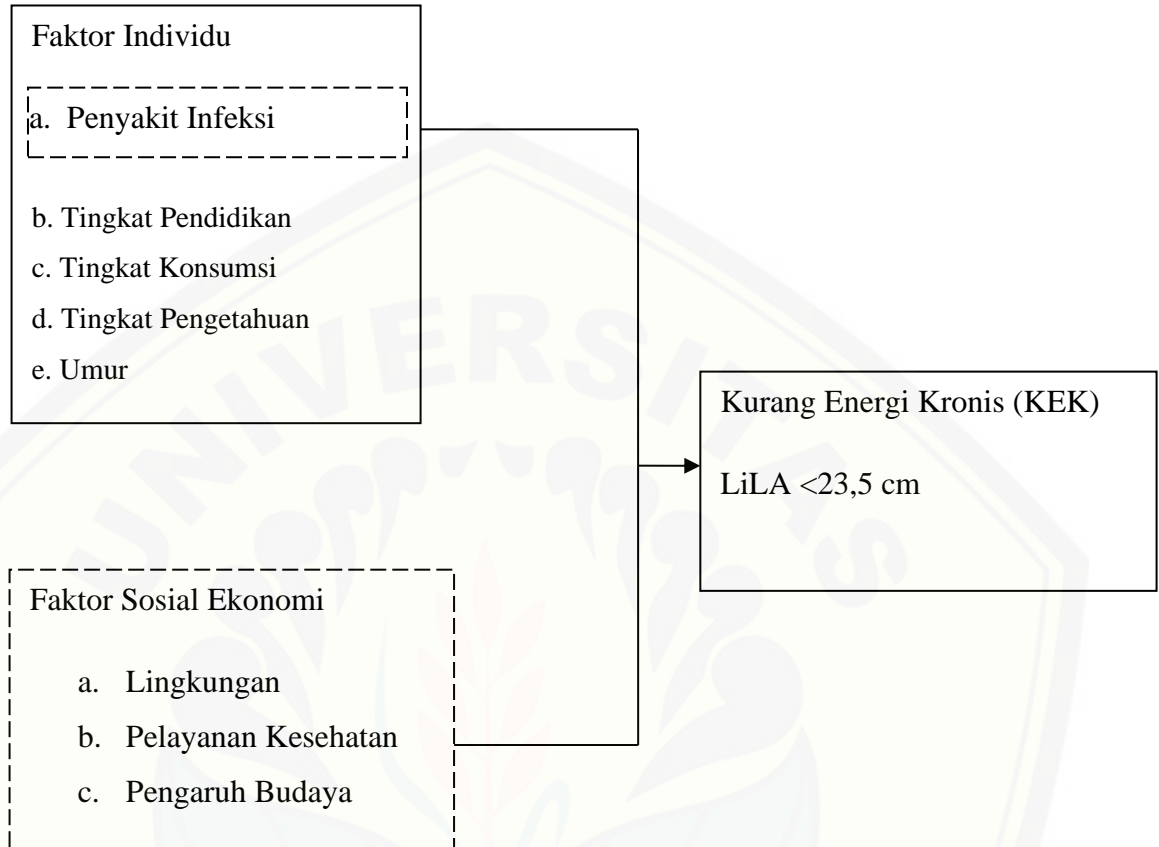 Faktor Individu
a. Penyakit Infeksi
b. Tingkat Pendidikan
c. Tingkat Konsumsi
d. Tingkat Pengetahuan
e. Umur
Kurang Energi Kronis (KEK)
LiLA <23,5 cm
Faktor Sosial Ekonomi
a. Lingkungan
b. Pelayanan Kesehatan
c. Pengaruh Budaya
UNIVERSITAS